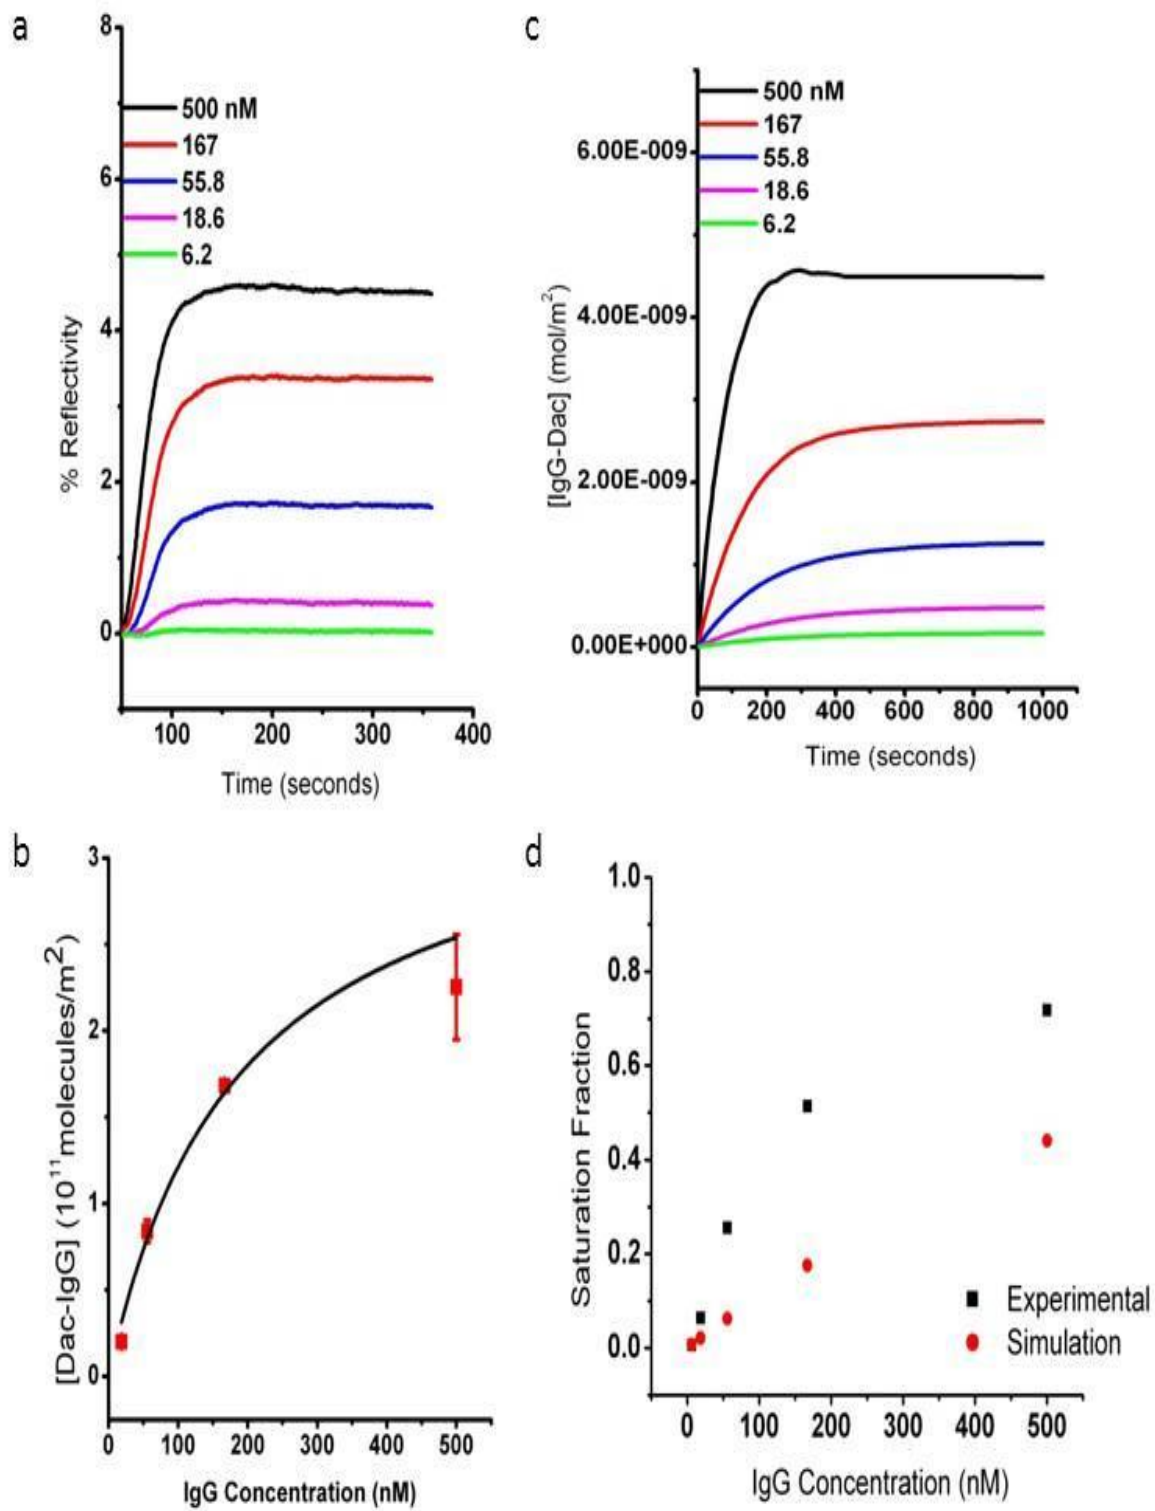 a
8
6
4
2
0
% Reflectivity
500 nM
167
55.8
18.6
6.2
100 200 300 400
Time (seconds)
c
6.00E-009
4.00E-009
2.00E-009
0.00E+000
[IgG-Dac] (mol/m²)
500 nM
167
55.8
18.6
6.2
0 200 400 600 800 1000
Time (seconds)
b
3
2
1
0
[Dac-IgG] (10¹¹molecules/m²)
0 100 200 300 400 500
IgG Concentration (nM)
d
1.0
0.8
0.6
0.4
0.2
0.0
Saturation Fraction
Experimental
Simulation
0 100 200 300 400 500
IgG Concentration (nM)